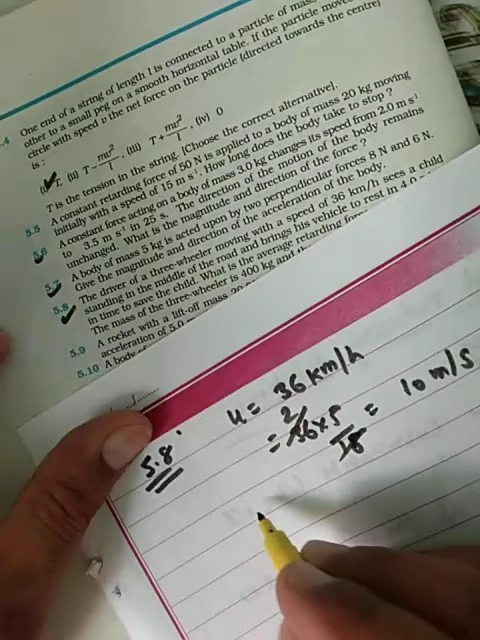 .4 One end of a string of length l is connected to a particle of mass
other to a small peg on a smooth horizontal table. If the particle moves
circle with speed v the net force on the particle (directed towards the centre)
is :
T, (ii) T - mv²/l , (iii) T + mv²/l , (iv) 0
T is the tension in the string. [Choose the correct alternative].
5.5 A constant retarding force of 50 N is applied to a body of mass 20 kg moving
initially with a speed of 15 m s⁻¹. How long does the body take to stop ?
5.6 A constant force acting on a body of mass 3.0 kg changes its speed from 2.0 m s⁻¹
to 3.5 m s⁻¹ in 25 s. The direction of the motion of the body remains
unchanged. What is the magnitude and direction of the force ?
5.7 A body of mass 5 kg is acted upon by two perpendicular forces 8 N and 6 N.
Give the magnitude and direction of the acceleration of the body.
5.8 The driver of a three-wheeler moving with a speed of 36 km/h sees a child
standing in the middle of the road and brings his vehicle to rest in 4.0
in time to save the child. What is the average retarding
The mass of the three-wheeler is 400 kg and
5.9 A rocket with a lift-off mass
acceleration of 5.0
5.10 A body
5.8
u = 36 km/h
= 36 × 5/18 = 10 m/s
2